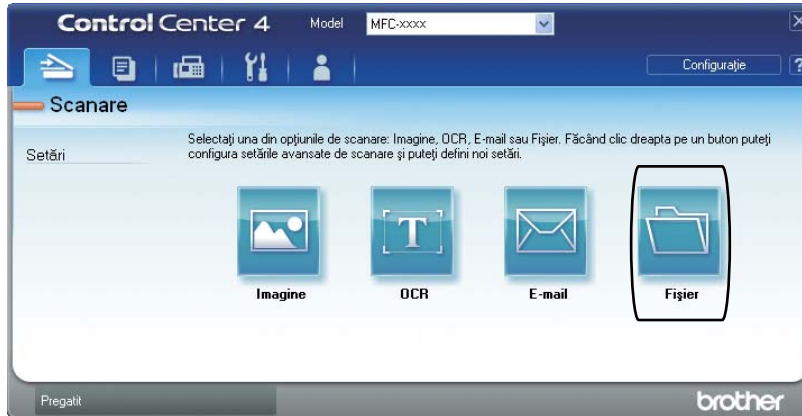 Control Center 4 Model MFC-xxxx
Configurație ?
Scanare
Setări
Selectați una din opțiunile de scanare: Imagine, OCR, E-mail sau Fișier. Făcând clic dreapta pe un buton puteți
configura setările avansate de scanare și puteți defini noi setări.
T
Imagine OCR E-mail Fișier
Pregatit
brother